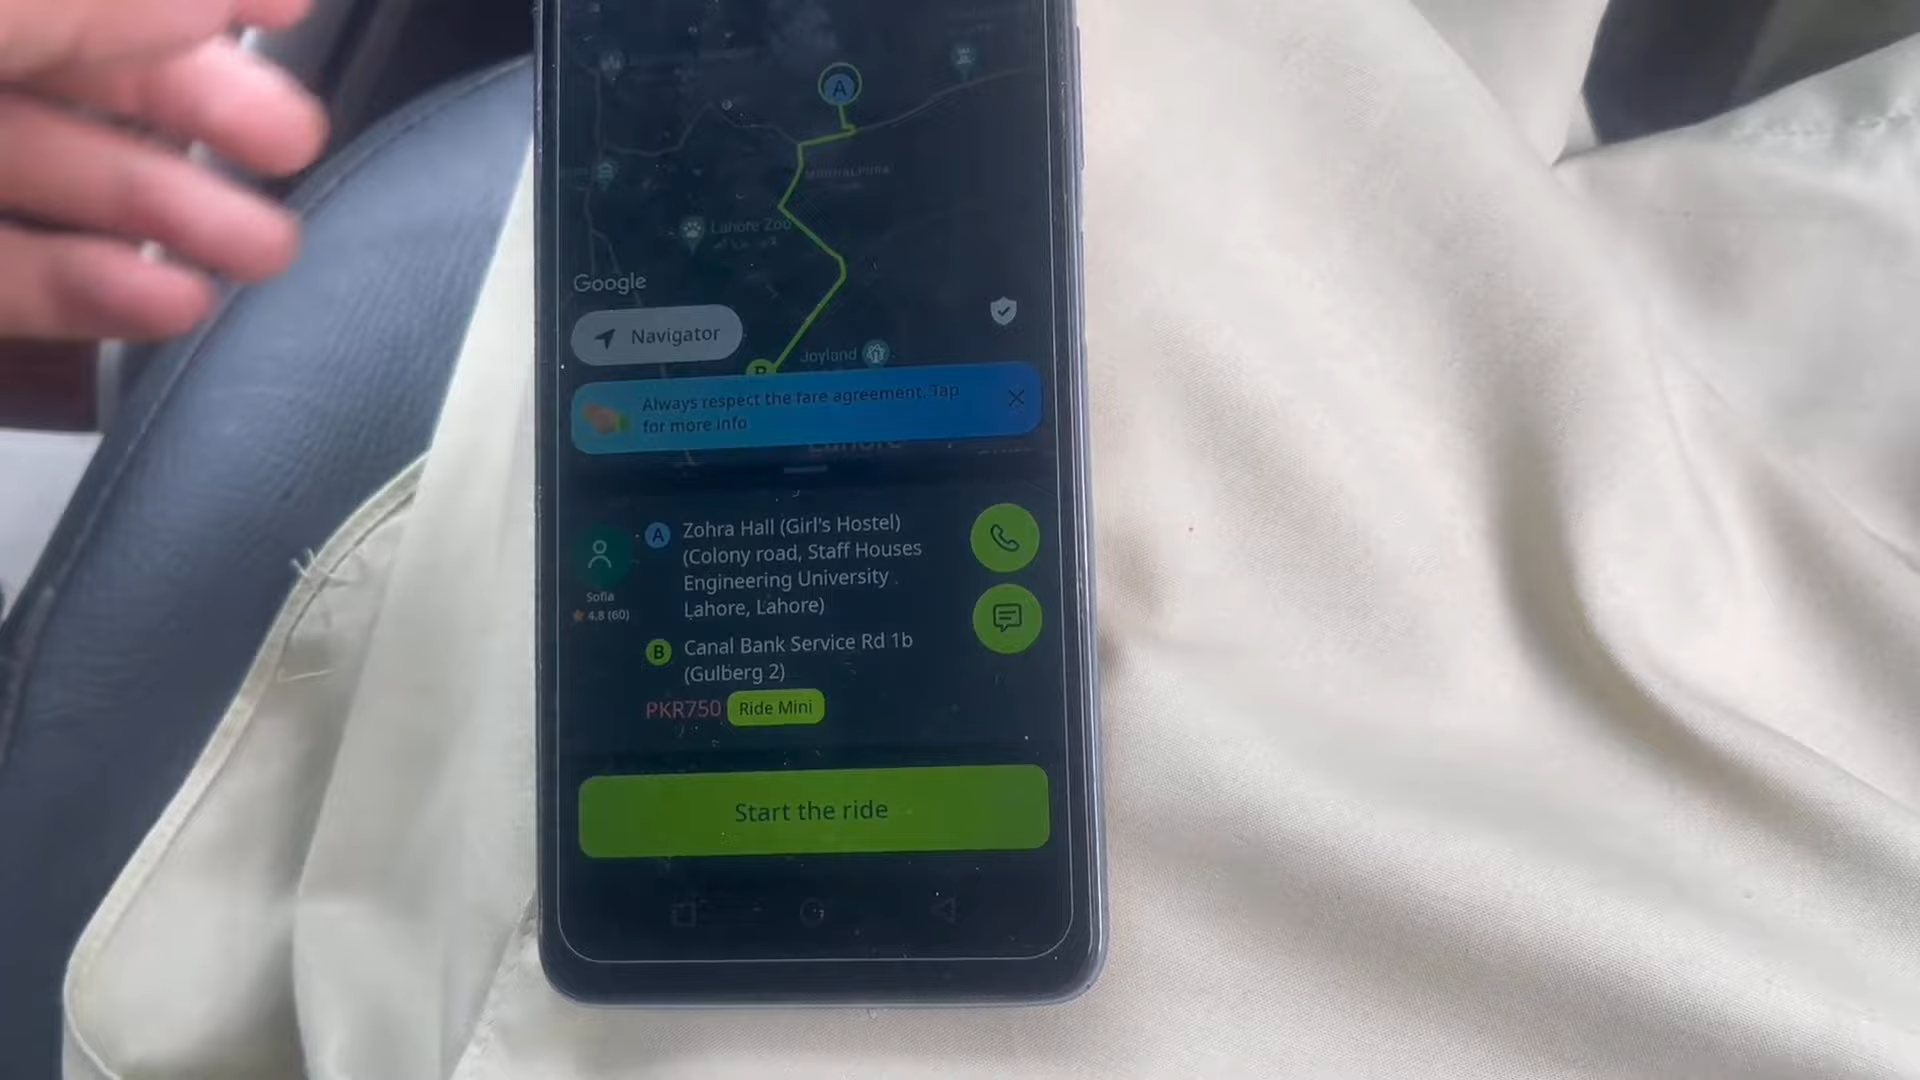 A
MUGHALPURA
Lahore Zoo
Google
Navigator
Joyland
B
Always respect the fare agreement. Tap
for more info
Lahore
A
Zohra Hall (Girl's Hostel)
(Colony road, Staff Houses
Engineering University
Lahore, Lahore)
Sofia
4.8 (60)
B
Canal Bank Service Rd 1b
(Gulberg 2)
PKR750
Ride Mini
Start the ride